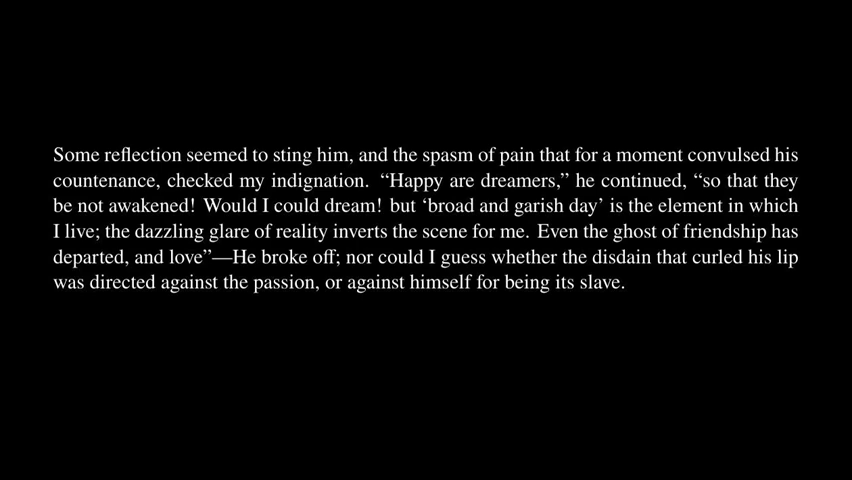 Some reflection seemed to sting him, and the spasm of pain that for a moment convulsed his
countenance, checked my indignation. “Happy are dreamers,” he continued, “so that they
be not awakened! Would I could dream! but ‘broad and garish day’ is the element in which
I live; the dazzling glare of reality inverts the scene for me. Even the ghost of friendship has
departed, and love”—He broke off; nor could I guess whether the disdain that curled his lip
was directed against the passion, or against himself for being its slave.